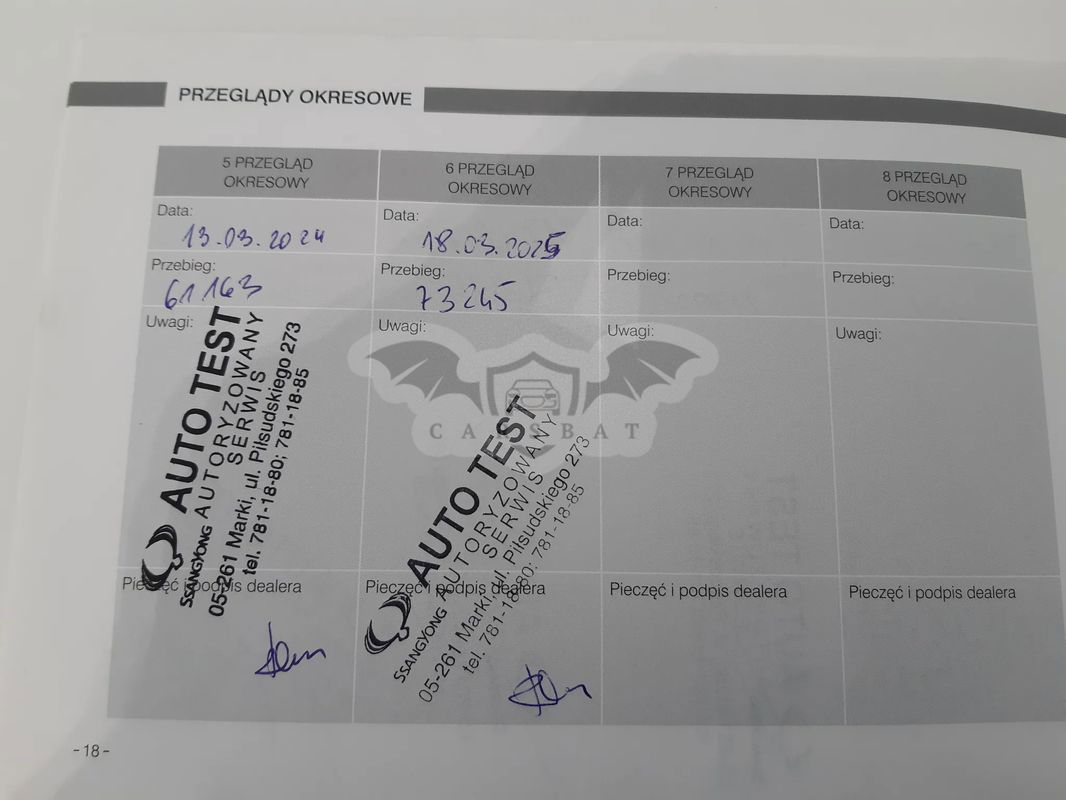 PRZEGLĄDY OKRESOWE
5 PRZEGLĄD
OKRESOWY
Data:
13.03.2024
Przebieg:
61163
Uwagi:
AUTO TEST
SSANGYONG AUTORYZOWANY
SERWIS
05-261 Marki, ul. Piłsudskiego 273
tel. 781-18-80; 781-18-85
Pieczęć i podpis dealera
6 PRZEGLĄD
OKRESOWY
Data:
18.03.2025
Przebieg:
73245
Uwagi:
CARSBAT
AUTO TEST
SSANGYONG AUTORYZOWANY
SERWIS
05-261 Marki, ul. Piłsudskiego 273
tel. 781-18-80; 781-18-85
Pieczęć i podpis dealera
7 PRZEGLĄD
OKRESOWY
Data:
Przebieg:
Uwagi:
Pieczęć i podpis dealera
8 PRZEGLĄD
OKRESOWY
Data:
Przebieg:
Uwagi:
Pieczęć i podpis dealera
-18-